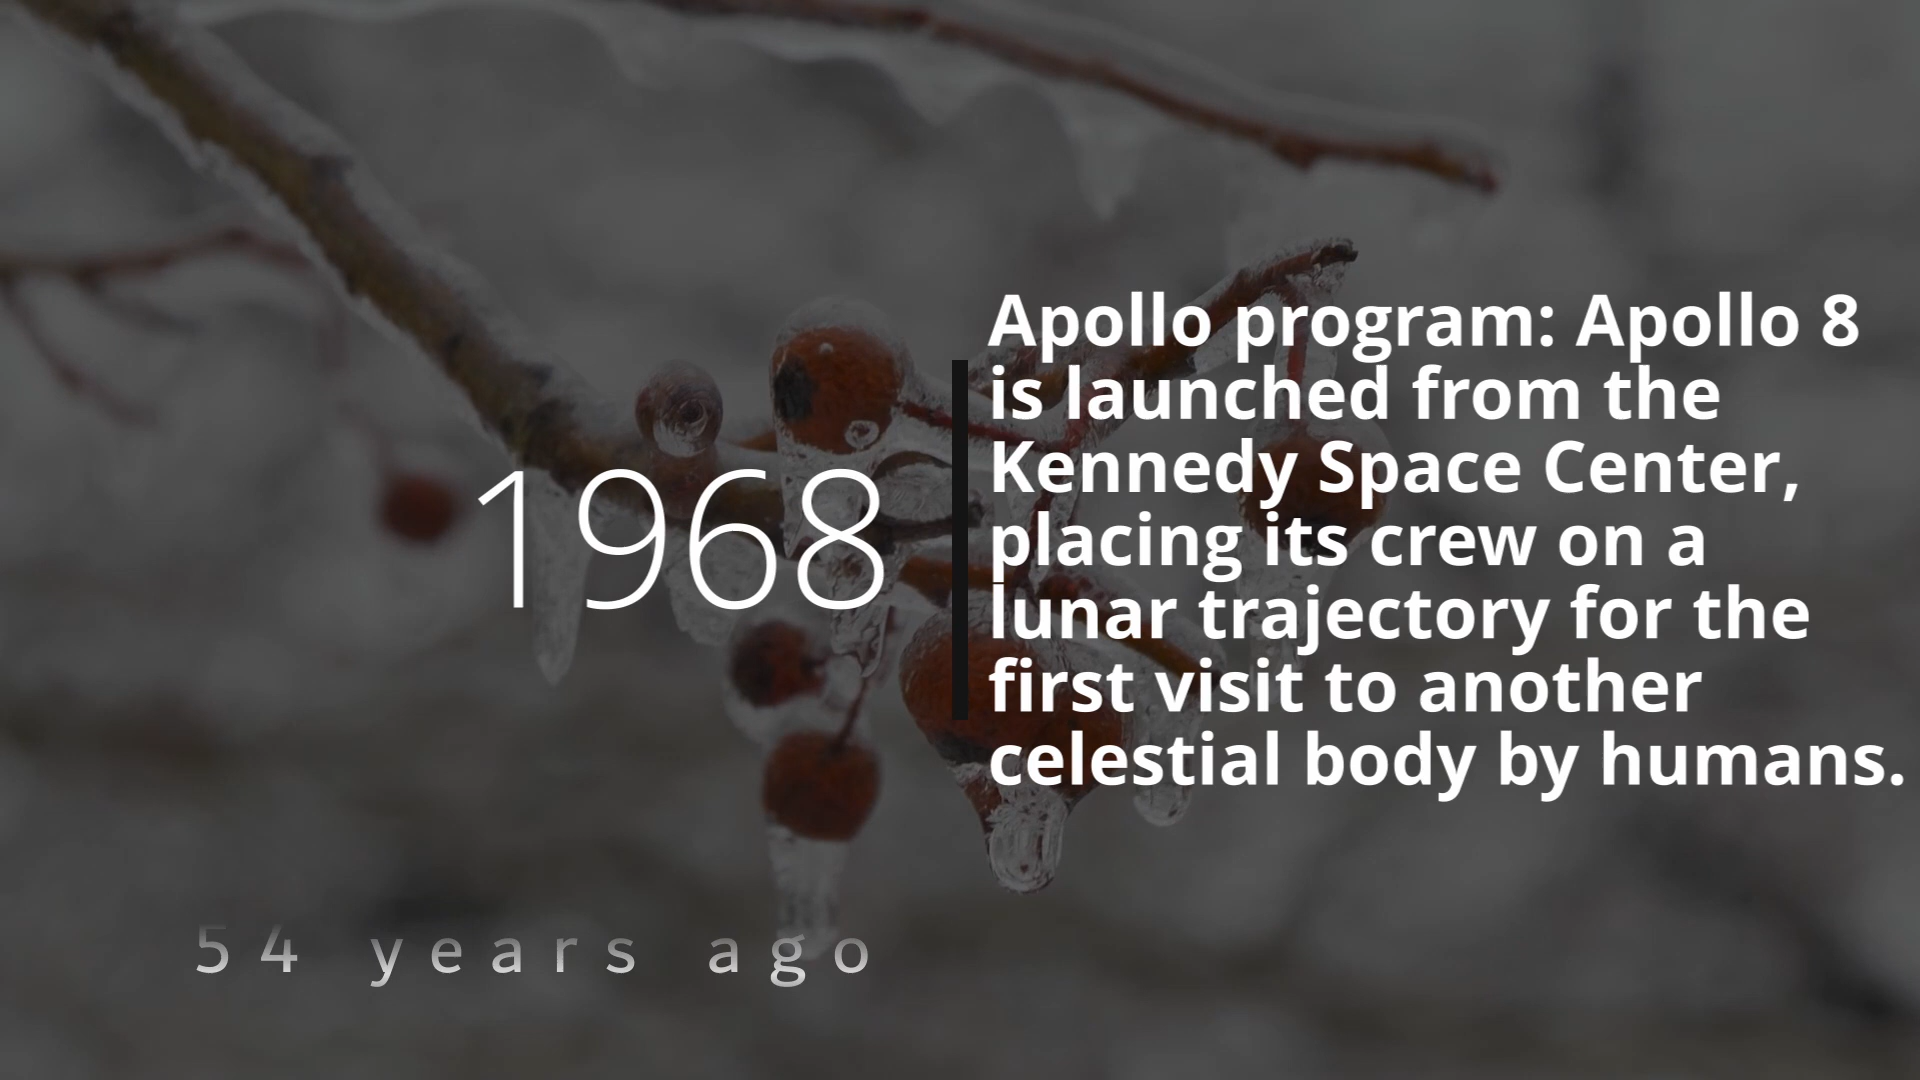 1968
Apollo program: Apollo 8
is launched from the
Kennedy Space Center,
placing its crew on a
lunar trajectory for the
first visit to another
celestial body by humans.
54 years ago